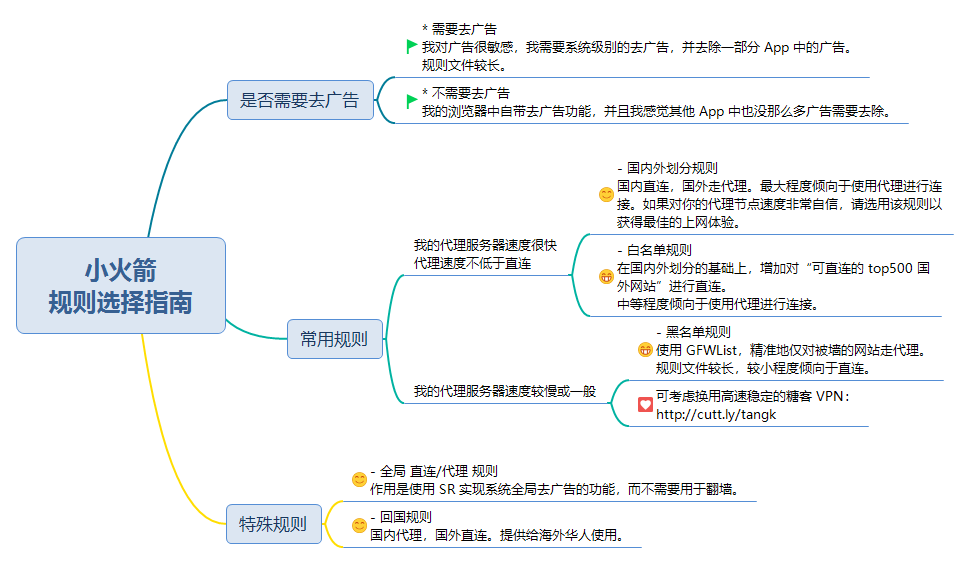 * 需要去广告
我对广告很敏感，我需要系统级别的去广告，并去除一部分 App 中的广告。
规则文件较长。
是否需要去广告
* 不需要去广告
我的浏览器中自带去广告功能，并且我感觉其他 App 中也没那么多广告需要去除。
小火箭
规则选择指南
- 国内外划分规则
国内直连，国外走代理。最大程度倾向于使用代理进行连
接。如果对你的代理节点速度非常自信，请选用该规则以
获得最佳的上网体验。
我的代理服务器速度很快
代理速度不低于直连
- 白名单规则
在国内外划分的基础上，增加对“可直连的 top500 国
外网站”进行直连。
中等程度倾向于使用代理进行连接。
常用规则
- 黑名单规则
使用 GFWList，精准地仅对被墙的网站走代理。
规则文件较长，较小程度倾向于直连。
我的代理服务器速度较慢或一般
可考虑换用高速稳定的糖客 VPN：
http://cutt.ly/tangk
- 全局 直连/代理 规则
作用是使用 SR 实现系统全局去广告的功能，而不需要用于翻墙。
特殊规则
- 回国规则
国内代理，国外直连。提供给海外华人使用。